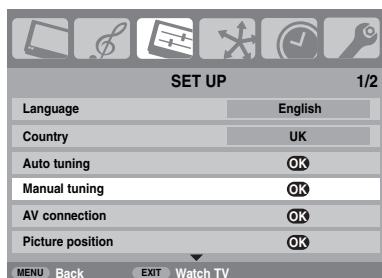 SET UP 1/2
Language English
Country UK
Auto tuning OK
Manual tuning OK
AV connection OK
Picture position OK
MENU Back EXIT Watch TV